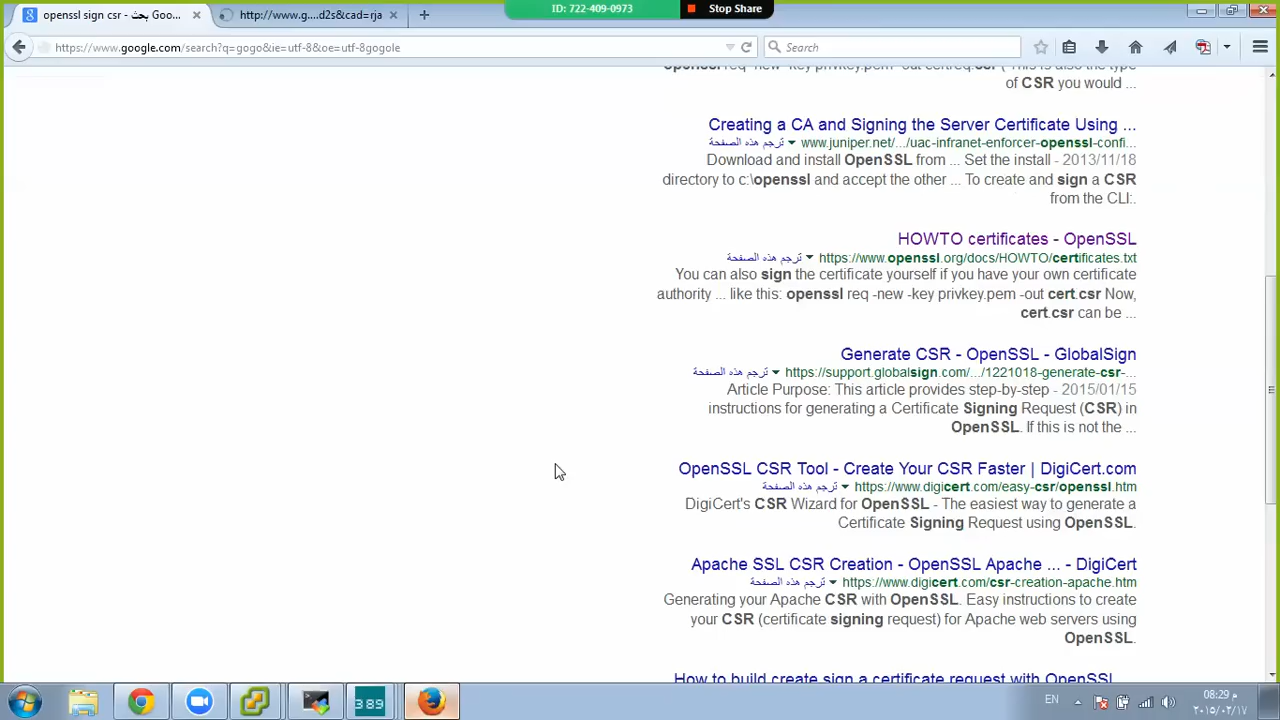 ID: 722-409-0973
Stop Share
openssl sign csr - بحث Goo...
http://www.g....d2s&cad=rja
https://www.google.com/search?q=gogo&ie=utf-8&oe=utf-8gogole
Search
openssl req -new -key privkey.pem -out certreq.csr ( This is also the type
of CSR you would ...
Creating a CA and Signing the Server Certificate Using ...
www.juniper.net/.../uac-infranet-enforcer-openssl-confi... ترجم هذه الصفحة
Download and install OpenSSL from ... Set the install - 2013/11/18
directory to c:\openssl and accept the other ... To create and sign a CSR
from the CLI:.
HOWTO certificates - OpenSSL
https://www.openssl.org/docs/HOWTO/certificates.txt ترجم هذه الصفحة
You can also sign the certificate yourself if you have your own certificate
authority ... like this: openssl req -new -key privkey.pem -out cert.csr Now,
cert.csr can be ...
Generate CSR - OpenSSL - GlobalSign
https://support.globalsign.com/.../1221018-generate-csr-... ترجم هذه الصفحة
Article Purpose: This article provides step-by-step - 2015/01/15
instructions for generating a Certificate Signing Request (CSR) in
OpenSSL. If this is not the ...
OpenSSL CSR Tool - Create Your CSR Faster | DigiCert.com
https://www.digicert.com/easy-csr/openssl.htm ترجم هذه الصفحة
DigiCert's CSR Wizard for OpenSSL - The easiest way to generate a
Certificate Signing Request using OpenSSL.
Apache SSL CSR Creation - OpenSSL Apache ... - DigiCert
https://www.digicert.com/csr-creation-apache.htm ترجم هذه الصفحة
Generating your Apache CSR with OpenSSL. Easy instructions to create
your CSR (certificate signing request) for Apache web servers using
OpenSSL.
How to build create sign a certificate request with OpenSSL
389
EN
08:29 م
٢٠١٥/٠٢/١٧